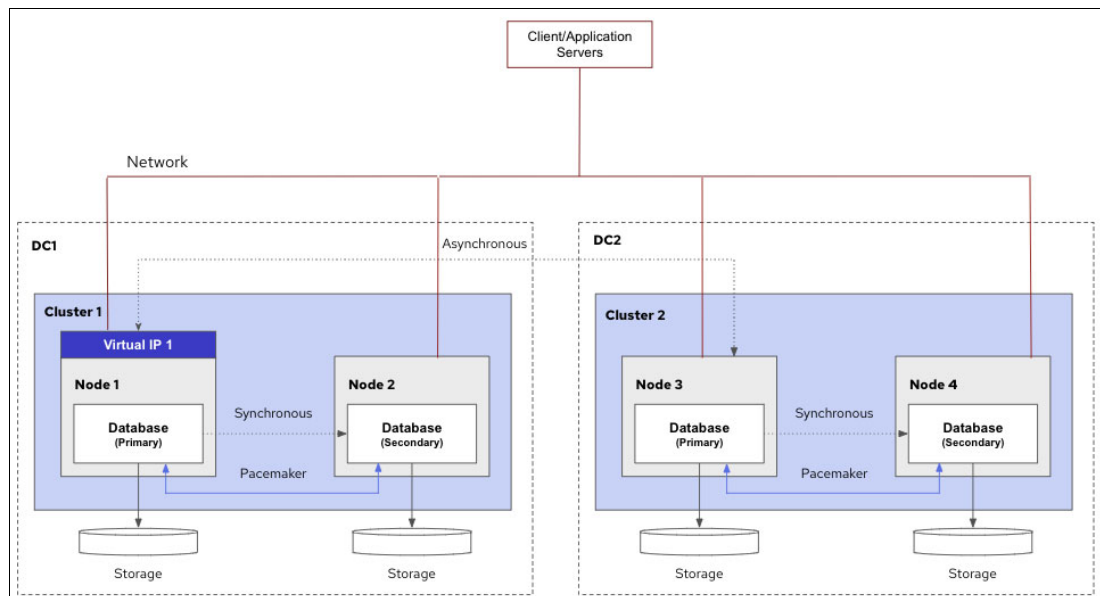 Client/Application
Servers
Network
DC1
Asynchronous
DC2
Cluster 1
Virtual IP 1
Node 1
Database
(Primary)
Synchronous
Pacemaker
Node 2
Database
(Secondary)
Storage
Storage
Cluster 2
Node 3
Database
(Primary)
Synchronous
Pacemaker
Node 4
Database
(Secondary)
Storage
Storage